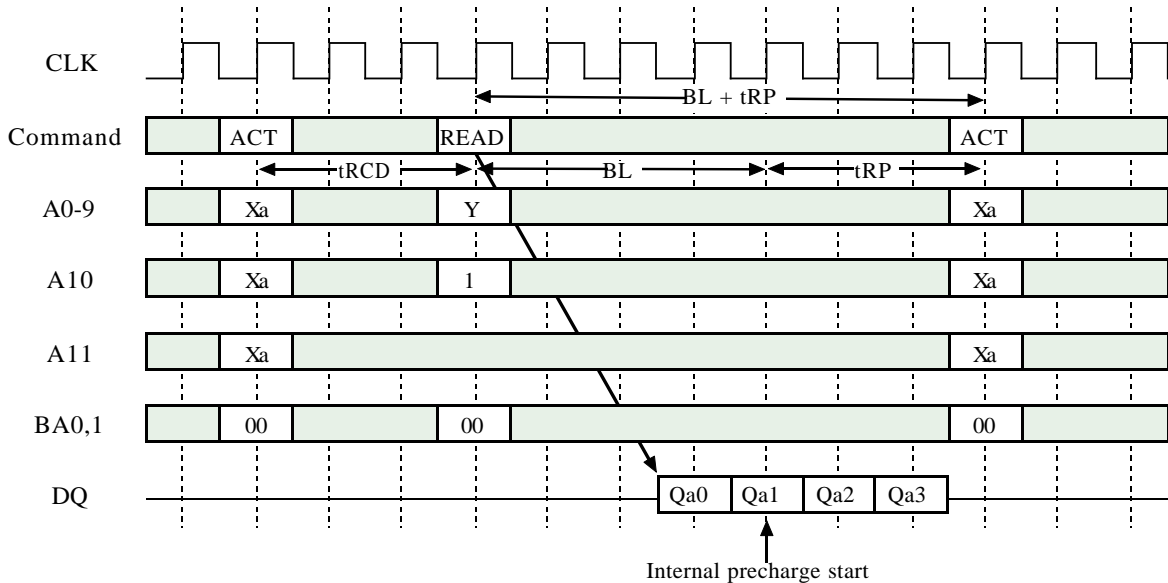 CLK
BL + tRP
Command ACT READ ACT
tRCD BL tRP
A0-9 Xa Y Xa
A10 Xa 1 Xa
A11 Xa Xa
BA0,1 00 00 00
DQ Qa0 Qa1 Qa2 Qa3
Internal precharge start